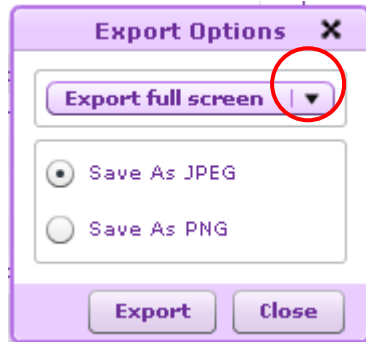 Export Options
Export full screen
Save As JPEG
Save As PNG
Export Close